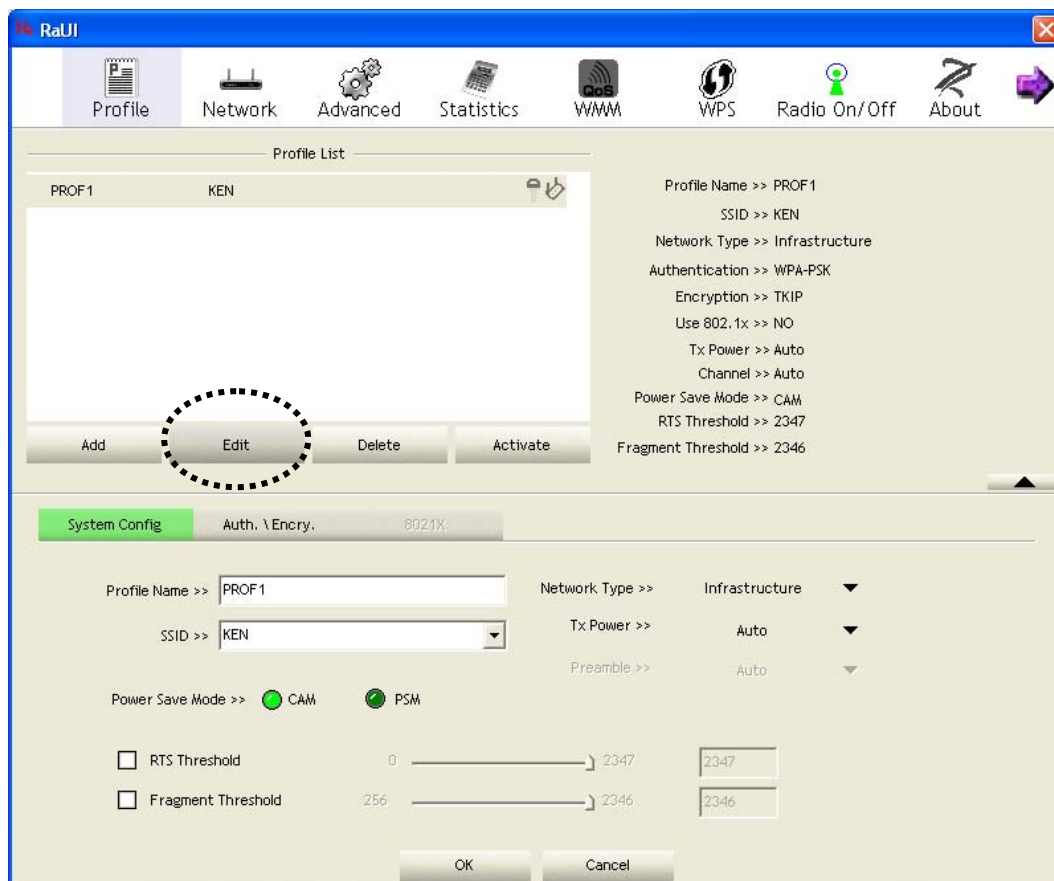 RaUI
Profile
Network
Advanced
Statistics
QoS
WMM
WPS
Radio On/Off
About
Profile List
PROF1 KEN
Profile Name >> PROF1
SSID >> KEN
Network Type >> Infrastructure
Authentication >> WPA-PSK
Encryption >> TKIP
Use 802.1x >> NO
Tx Power >> Auto
Channel >> Auto
Power Save Mode >> CAM
RTS Threshold >> 2347
Fragment Threshold >> 2346
Add Edit Delete Activate
System Config Auth. \ Encry. 8021X
Profile Name >> PROF1
Network Type >> Infrastructure
SSID >> KEN
Tx Power >> Auto
Preamble >> Auto
Power Save Mode >> CAM PSM
RTS Threshold 0 2347 2347
Fragment Threshold 256 2346 2346
OK Cancel